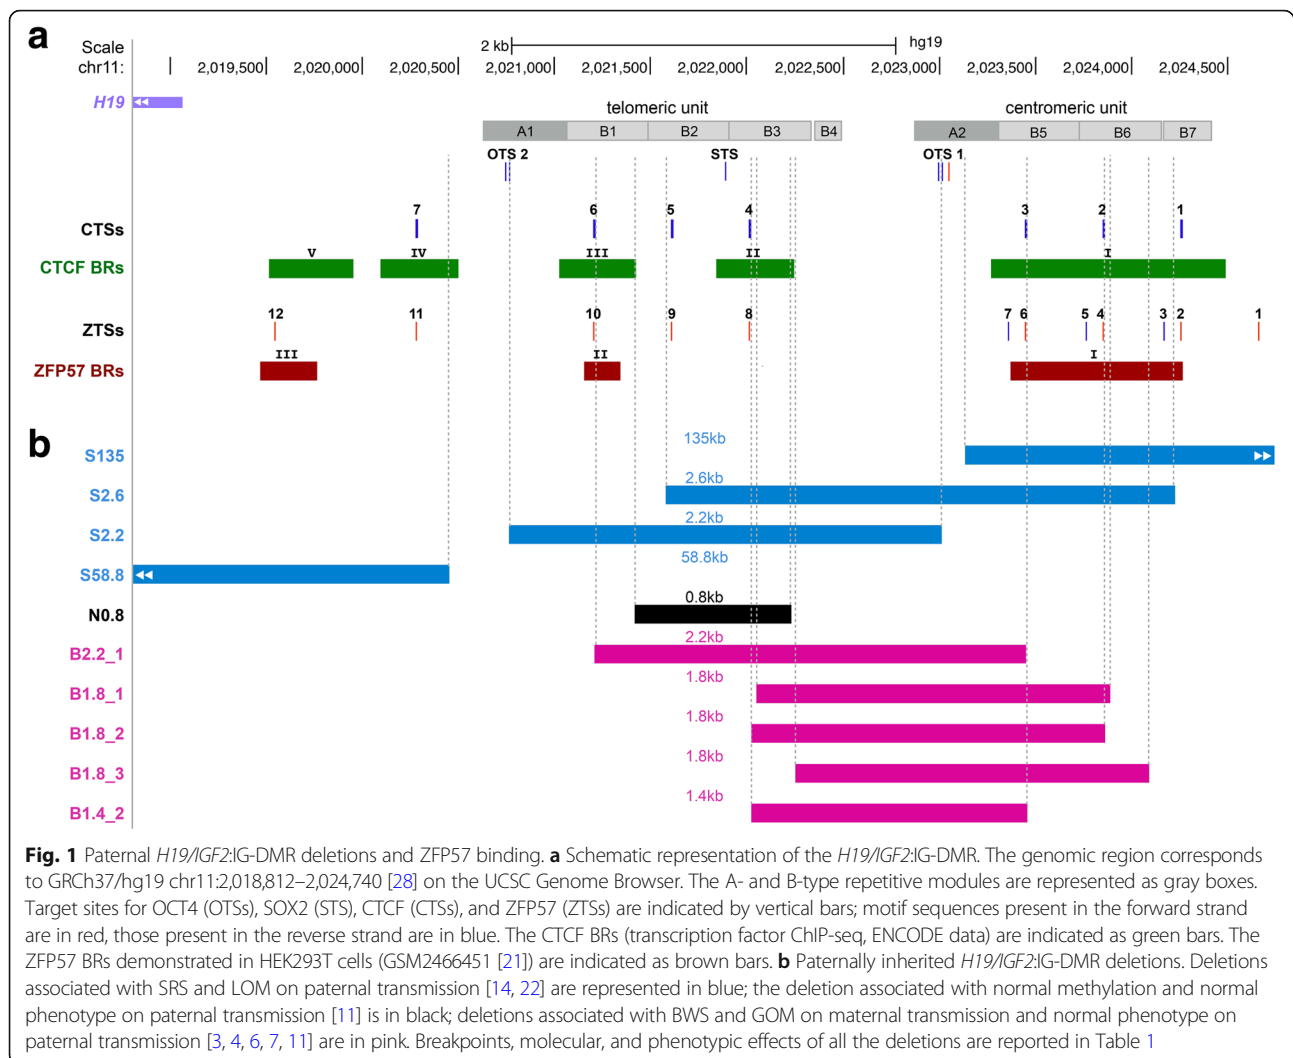 a
Scale 2 kb hg19
chr11: 2,019,500 2,020,000 2,020,500 2,021,000 2,021,500 2,022,000 2,022,500 2,023,000 2,023,500 2,024,000 2,024,500
H19
telomeric unit centromeric unit
A1 B1 B2 B3 B4 A2 B5 B6 B7
OTS 2 STS OTS 1
7 6 5 4 3 2 1
CTSs
V IV III II I
CTCF BRs
12 11 10 9 8 7 6 5 4 3 2 1
ZTSs
III II I
ZFP57 BRs
b
135kb
S135
2.6kb
S2.6
2.2kb
S2.2
58.8kb
S58.8
0.8kb
N0.8
2.2kb
B2.2_1
1.8kb
B1.8_1
1.8kb
B1.8_2
1.8kb
B1.8_3
1.4kb
B1.4_2
Fig. 1 Paternal H19/IGF2:IG-DMR deletions and ZFP57 binding. a Schematic representation of the H19/IGF2:IG-DMR. The genomic region corresponds
to GRCh37/hg19 chr11:2,018,812–2,024,740 [28] on the UCSC Genome Browser. The A- and B-type repetitive modules are represented as gray boxes.
Target sites for OCT4 (OTSs), SOX2 (STS), CTCF (CTSs), and ZFP57 (ZTSs) are indicated by vertical bars; motif sequences present in the forward strand
are in red, those present in the reverse strand are in blue. The CTCF BRs (transcription factor ChIP-seq, ENCODE data) are indicated as green bars. The
ZFP57 BRs demonstrated in HEK293T cells (GSM2466451 [21]) are indicated as brown bars. b Paternally inherited H19/IGF2:IG-DMR deletions. Deletions
associated with SRS and LOM on paternal transmission [14, 22] are represented in blue; the deletion associated with normal methylation and normal
phenotype on paternal transmission [11] is in black; deletions associated with BWS and GOM on maternal transmission and normal phenotype on
paternal transmission [3, 4, 6, 7, 11] are in pink. Breakpoints, molecular, and phenotypic effects of all the deletions are reported in Table 1